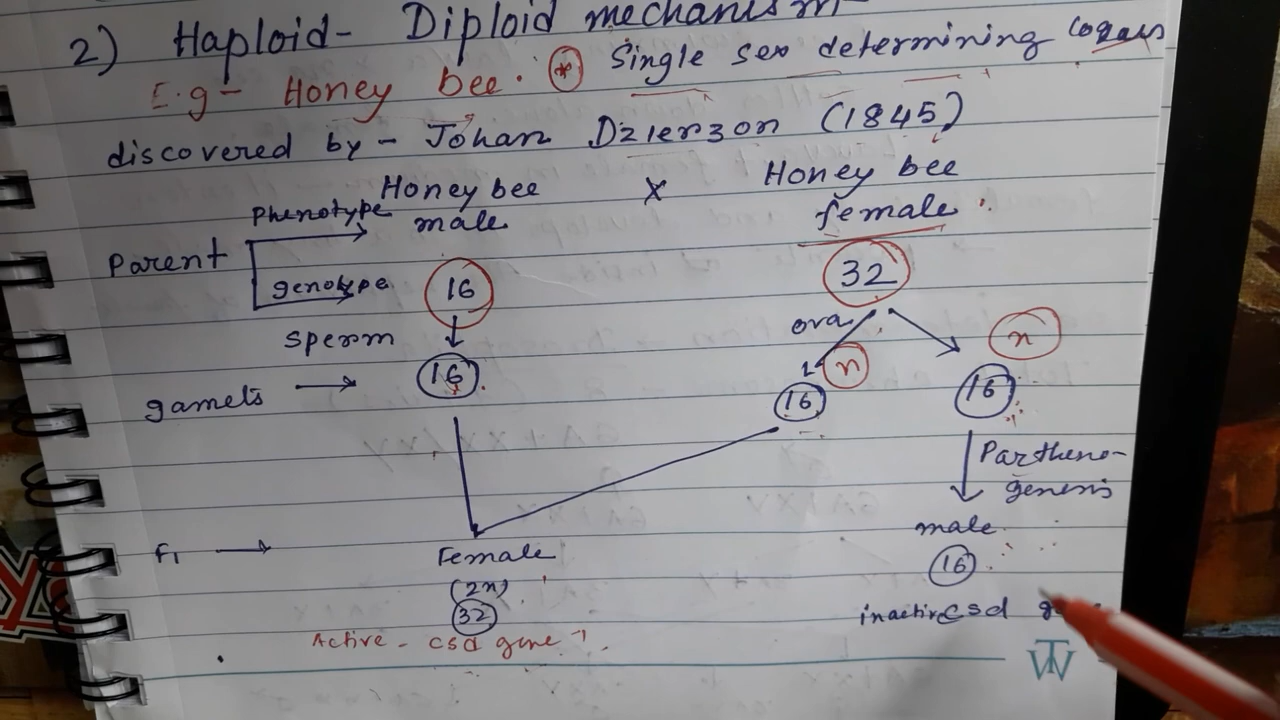 2) Haploid- Diploid mechanism
E.g - Honey bee. * Single sex determining
discovered by - Johan Dzierzon (1845)
Honey bee male X Honey bee female
Parent
Phenotype
genotype 16 32
sperm ova
gamets → 16 16 n 16 n
Partheno-
genesis
F1 → Female male
(2n)
32 16
Active - csd gene inactive csd